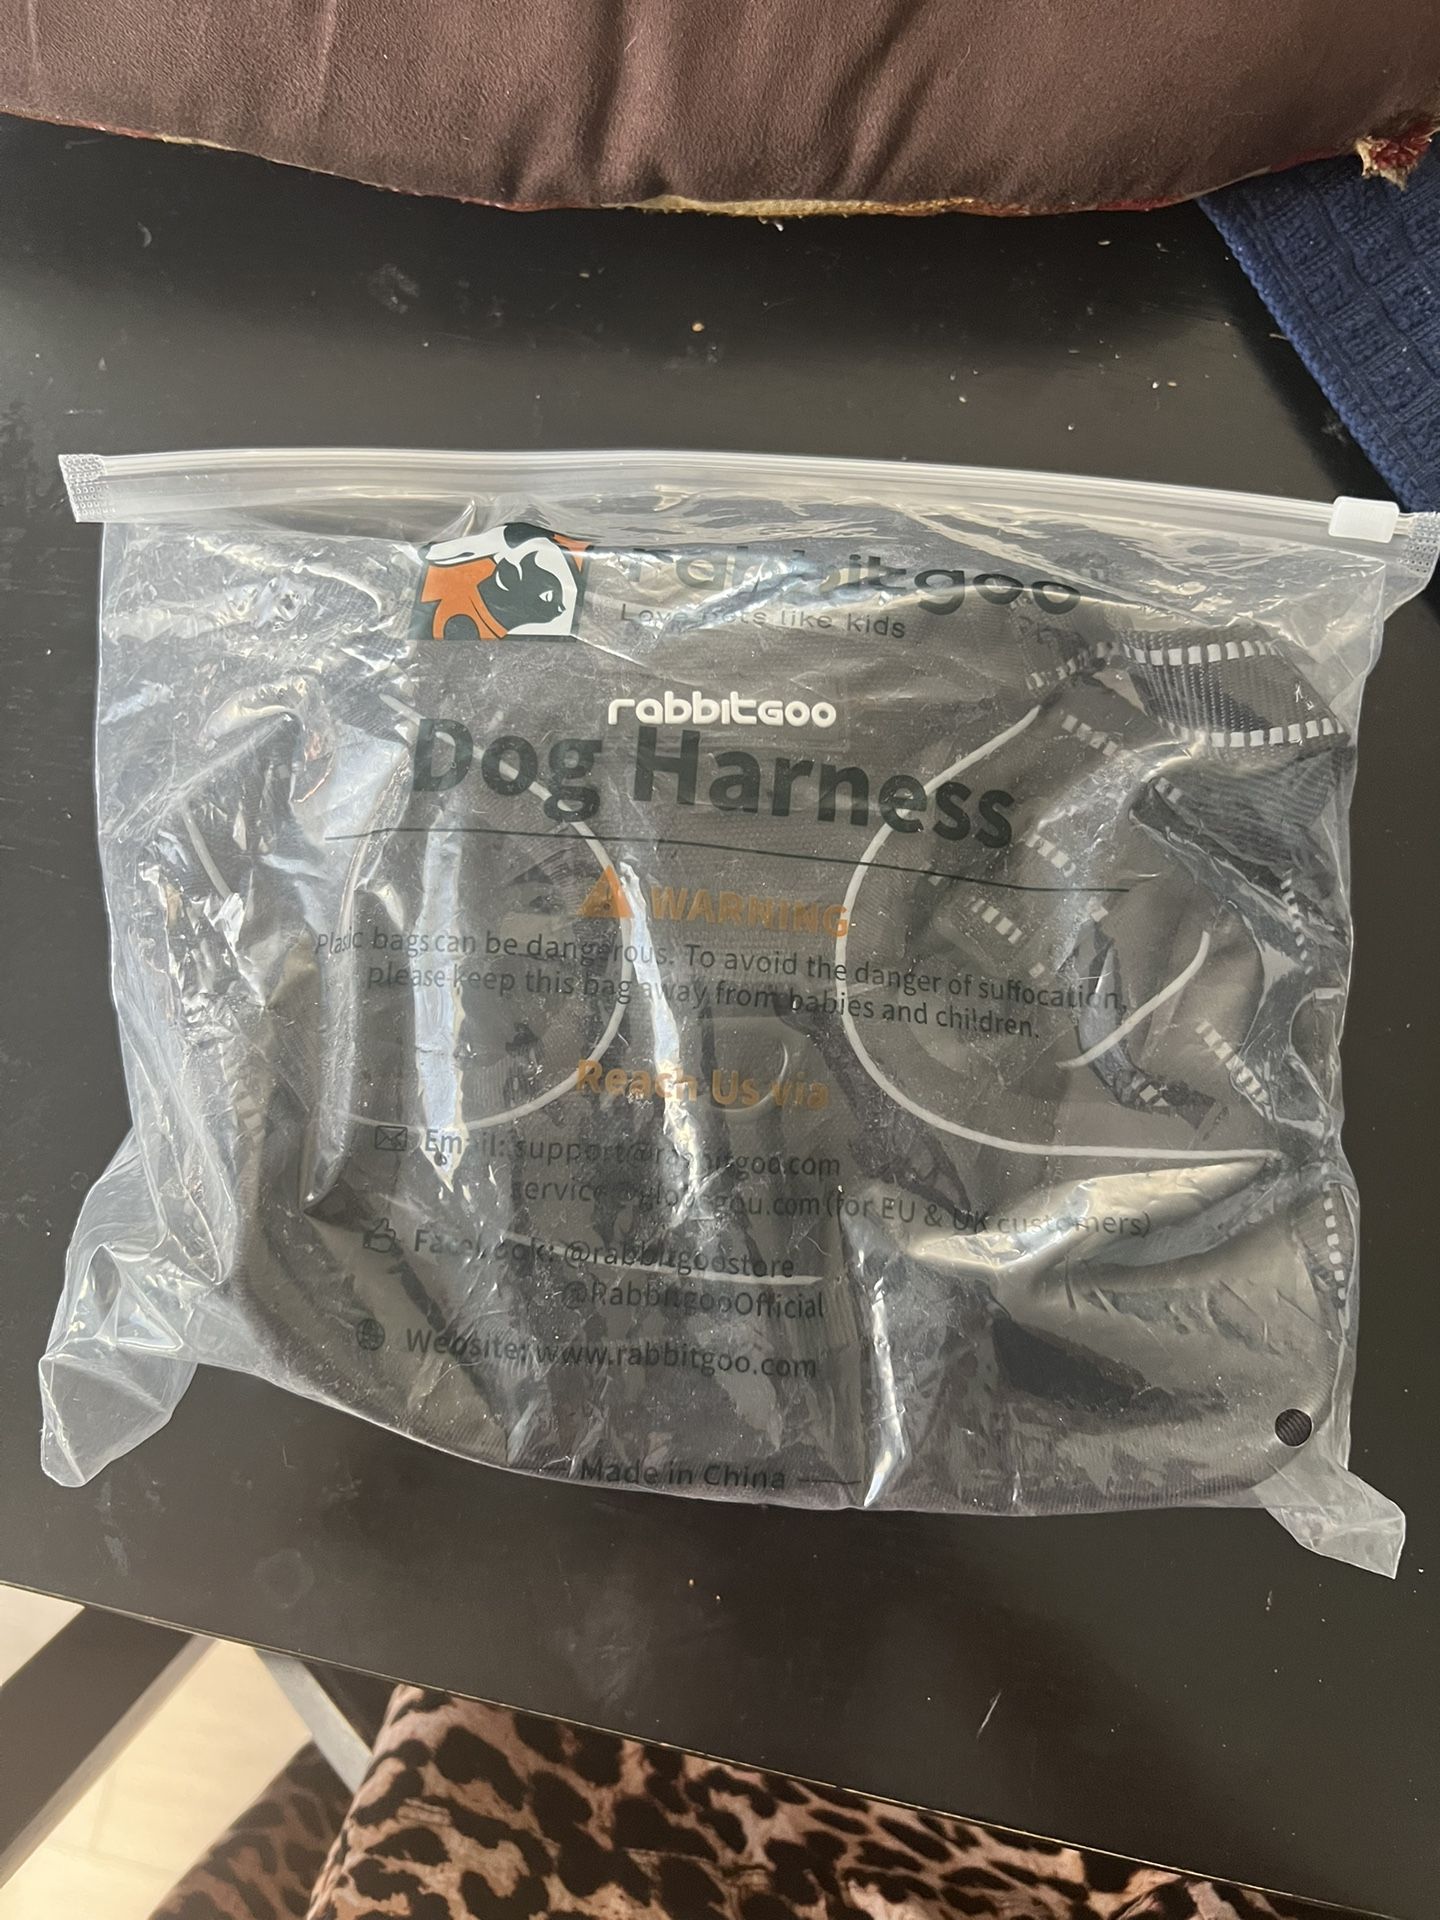 rabbitgoo
Love pets like kids
rabbitgoo
Dog Harness
WARNING
Plastic bags can be dangerous. To avoid the danger of suffocation,
please keep this bag away from babies and children.
Reach Us via
Email: support@rabbitgoo.com
(for EU & UK customers)
Facebook: @rabbitgoostore
@RabbitgooOfficial
Website: www.rabbitgoo.com
Made in China